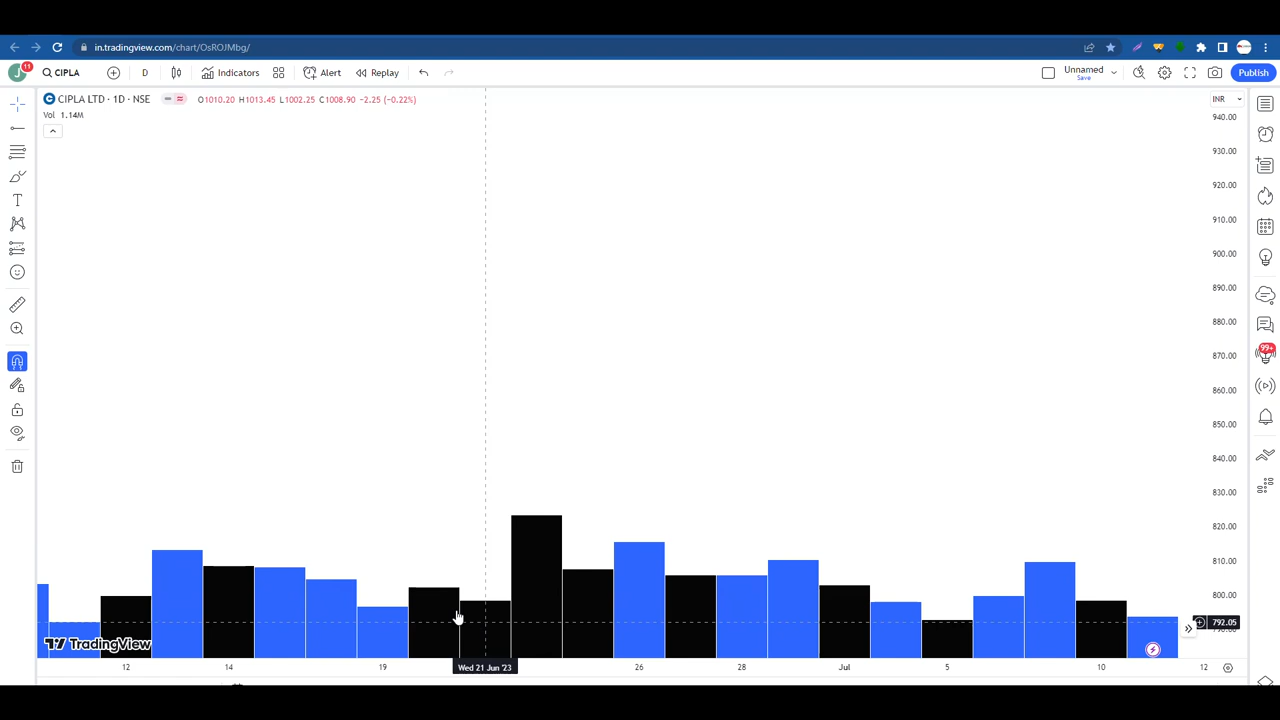 in.tradingview.com/chart/OsROJMbg/
J 11 CIPLA D Indicators Alert Replay Unnamed Save Publish
CIPLA LTD · 1D · NSE O1010.20 H1013.45 L1002.25 C1008.90 −2.25 (−0.22%) INR
Vol 1.14M
940.00
930.00
920.00
910.00
900.00
890.00
880.00
870.00
860.00
850.00
840.00
830.00
820.00
810.00
800.00
792.05
TradingView
12 14 19 Wed 21 Jun '23 26 28 Jul 5 10 12
99+